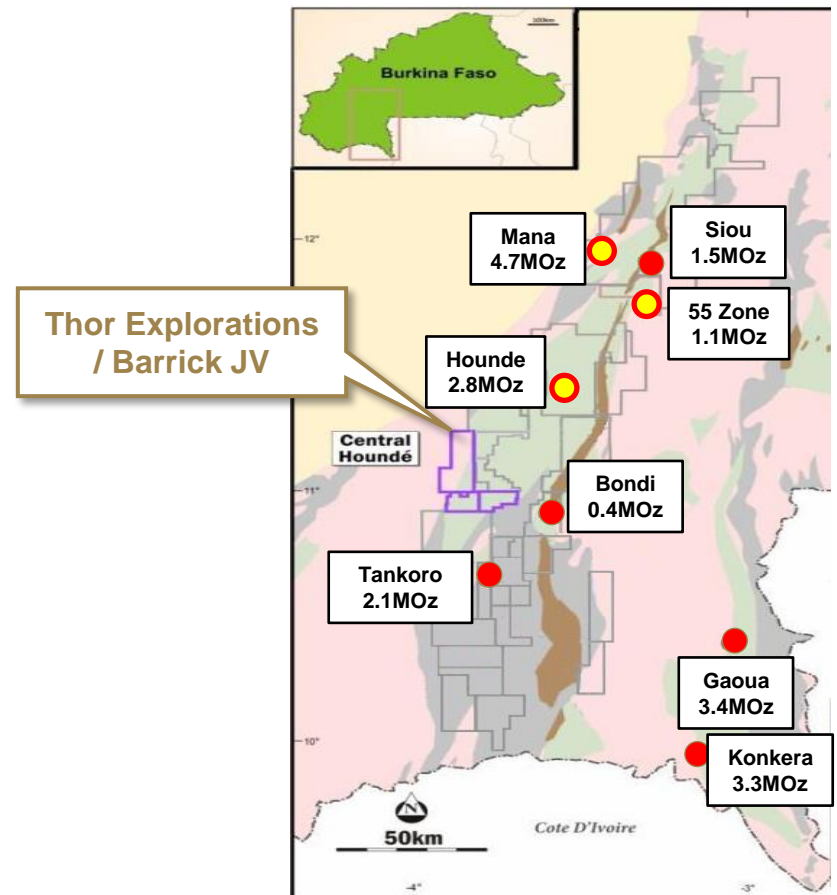 100km
Burkina Faso
12°
Mana
4.7MOz
Siou
1.5MOz
55 Zone
1.1MOz
Thor Explorations
/ Barrick JV
Hounde
2.8MOz
Central
Houndé
11°
Bondi
0.4MOz
Tankoro
2.1MOz
Gaoua
3.4MOz
10°
Konkera
3.3MOz
N
50km
Cote D'Ivoire
-4°
-3°